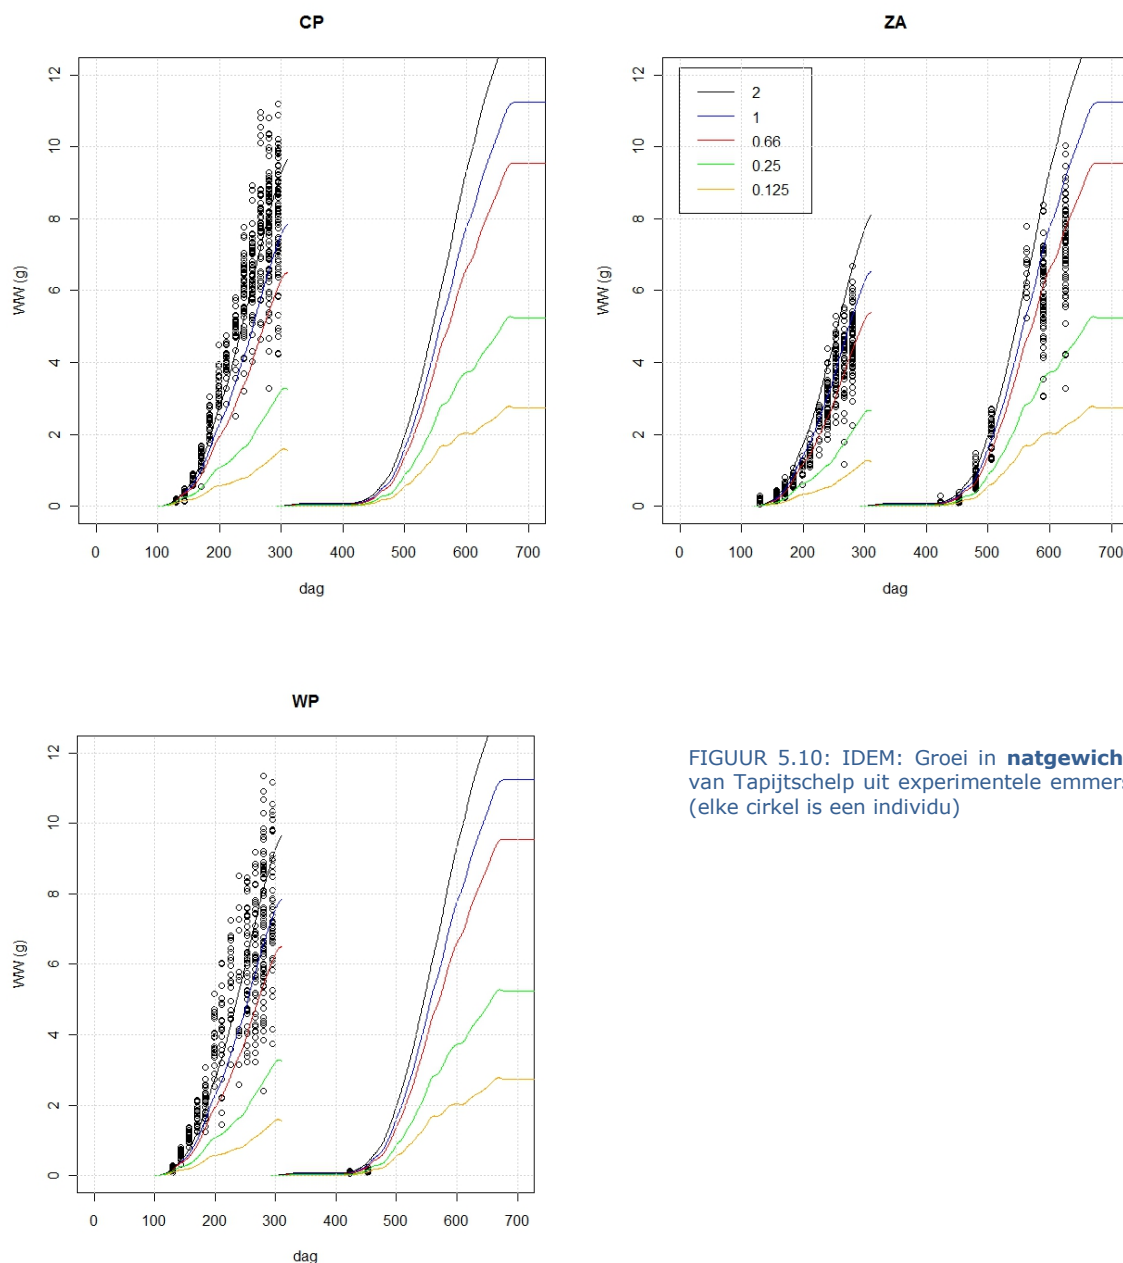 CP
12
10
8
6
4
2
0
WW (g)
0 100 200 300 400 500 600 700
dag
ZA
12
10
8
6
4
2
0
WW (g)
2
1
0.66
0.25
0.125
0 100 200 300 400 500 600 700
dag
WP
12
10
8
6
4
2
0
WW (g)
0 100 200 300 400 500 600 700
dag
FIGUUR 5.10: IDEM: Groei in natgewich
van Tapijtschelp uit experimentele emmers
(elke cirkel is een individu)